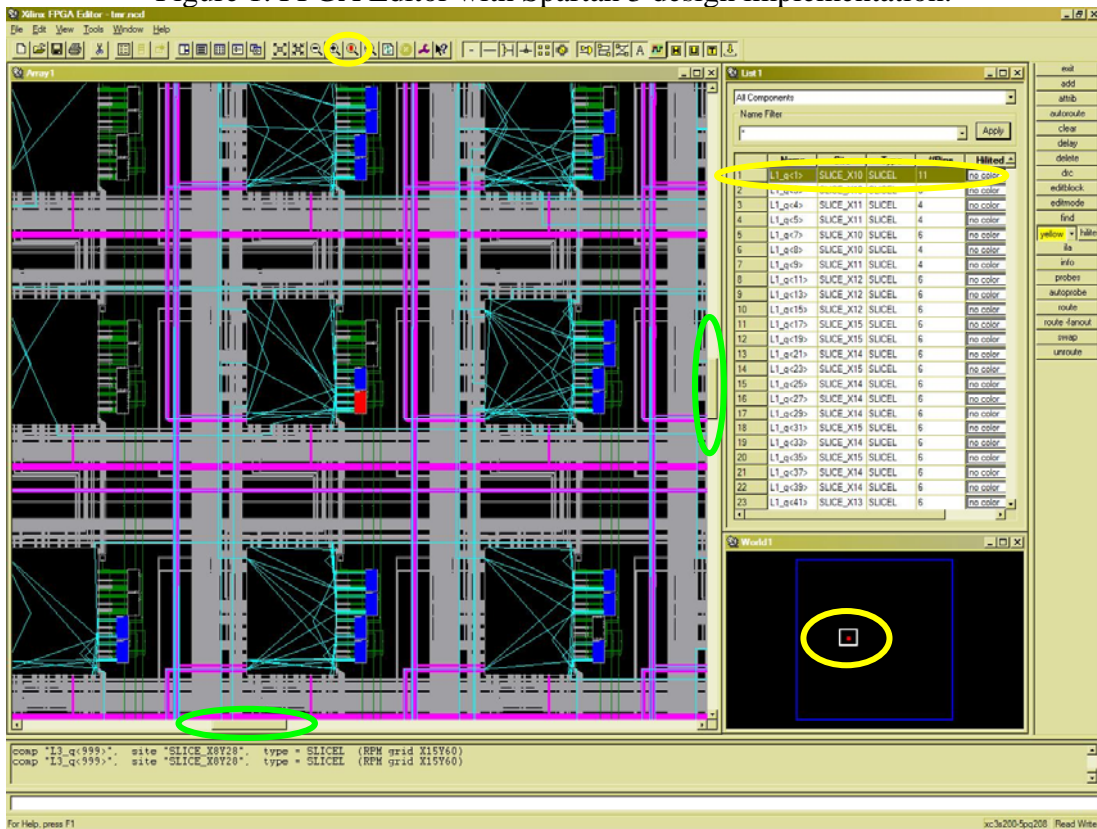 Figure 1. FPGA Editor with Spartan 3 design implementation.
Xilinx FPGA Editor - tmr.ncd
File Edit View Tools Window Help
A
Array1
List1
All Components
Name Filter
*
Apply
Name Site Type #Pins Hilited
1 L1_q<1> SLICE_X10 SLICEL 11 no color
2 SLICE_X10 SLICEL 6 no color
3 L1_q<4> SLICE_X11 SLICEL 4 no color
4 L1_q<5> SLICE_X11 SLICEL 4 no color
5 L1_q<7> SLICE_X10 SLICEL 6 no color
6 L1_q<8> SLICE_X10 SLICEL 4 no color
7 L1_q<9> SLICE_X11 SLICEL 4 no color
8 L1_q<11> SLICE_X12 SLICEL 6 no color
9 L1_q<13> SLICE_X12 SLICEL 6 no color
10 L1_q<15> SLICE_X12 SLICEL 6 no color
11 L1_q<17> SLICE_X15 SLICEL 6 no color
12 L1_q<19> SLICE_X15 SLICEL 6 no color
13 L1_q<21> SLICE_X14 SLICEL 6 no color
14 L1_q<23> SLICE_X15 SLICEL 6 no color
15 L1_q<25> SLICE_X14 SLICEL 6 no color
16 L1_q<27> SLICE_X14 SLICEL 6 no color
17 L1_q<29> SLICE_X14 SLICEL 6 no color
18 L1_q<31> SLICE_X15 SLICEL 6 no color
19 L1_q<33> SLICE_X14 SLICEL 6 no color
20 L1_q<35> SLICE_X15 SLICEL 6 no color
21 L1_q<37> SLICE_X14 SLICEL 6 no color
22 L1_q<39> SLICE_X14 SLICEL 6 no color
23 L1_q<41> SLICE_X13 SLICEL 6 no color
World1
exit
add
attrib
autoroute
clear
delay
delete
drc
editblock
editmode
find
yellow hilite
ila
info
probes
autoprobe
route
route -fanout
swap
unroute
comp "L3_q<999>", site "SLICE_X8Y28", type = SLICEL (RPM grid X15Y60)
comp "L3_q<999>", site "SLICE_X8Y28", type = SLICEL (RPM grid X15Y60)
For Help, press F1
xc3s200-5pq208 Read Write